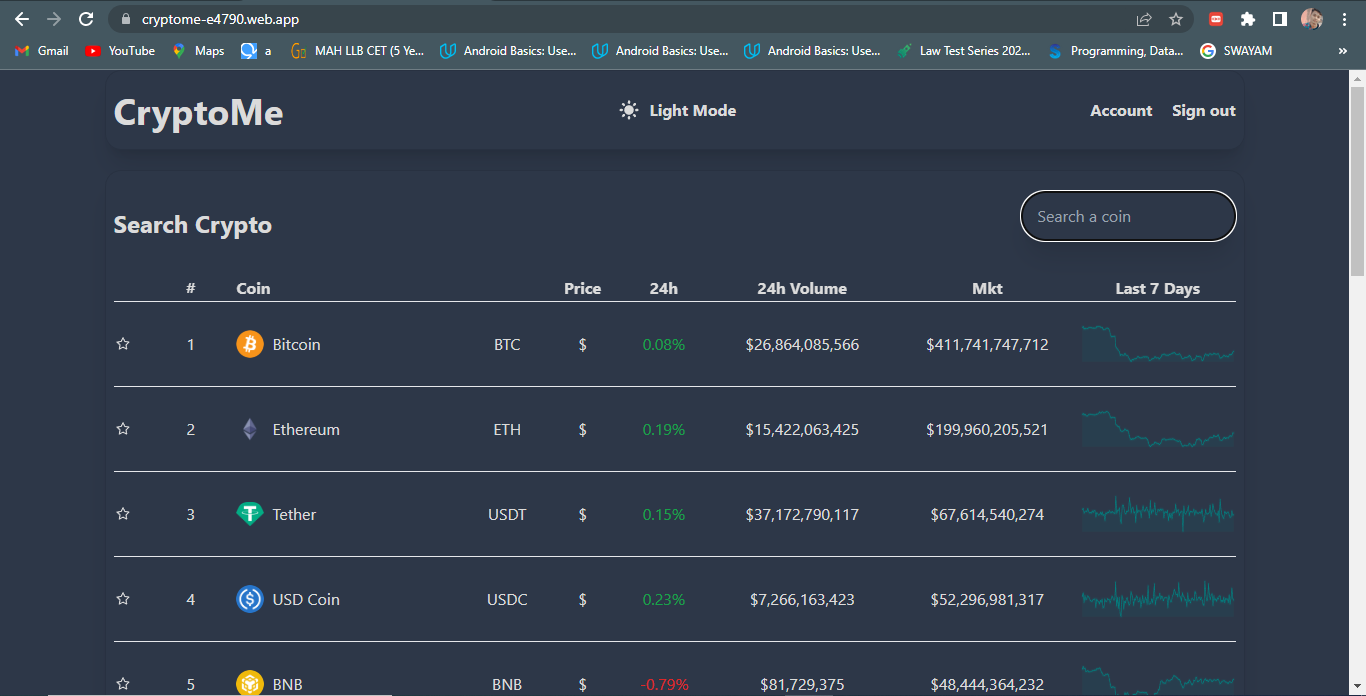 cryptome-e4790.web.app
Gmail YouTube Maps a MAH LLB CET (5 Ye... Android Basics: Use... Android Basics: Use... Android Basics: Use... Law Test Series 202... Programming, Data... SWAYAM »
CryptoMe Light Mode Account Sign out
Search Crypto Search a coin
# Coin Price 24h 24h Volume Mkt Last 7 Days
1 Bitcoin BTC $ 0.08% $26,864,085,566 $411,741,747,712
2 Ethereum ETH $ 0.19% $15,422,063,425 $199,960,205,521
3 Tether USDT $ 0.15% $37,172,790,117 $67,614,540,274
4 USD Coin USDC $ 0.23% $7,266,163,423 $52,296,981,317
5 BNB BNB $ -0.79% $81,729,375 $48,444,364,232